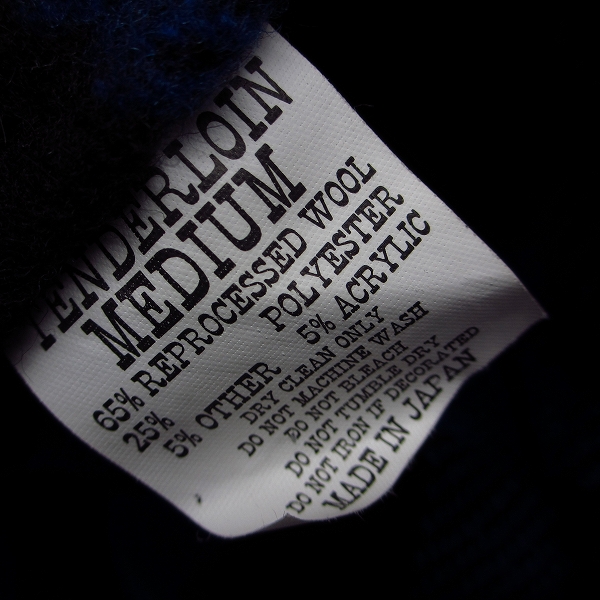 TENDERLOIN
MEDIUM
65% REPROCESSED WOOL
25% POLYESTER
5% OTHER 5% ACRYLIC
DRY CLEAN ONLY
DO NOT MACHINE WASH
DO NOT BLEACH
DO NOT TUMBLE DRY
DO NOT IRON IF DECORATED
MADE IN JAPAN